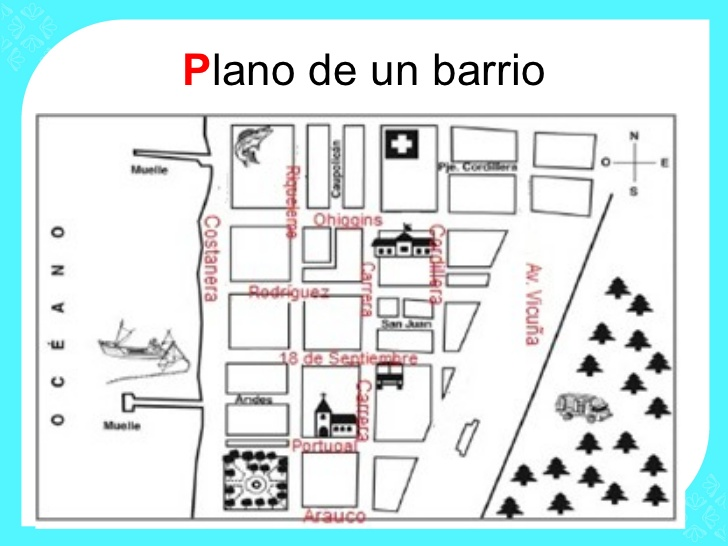 Plano de un barrio
N
O E
S
Muelle
Caupolicán
Pje. Cordillera
Riquelme
Ohiggins
Costanera
Cordillera
Carrera
Av. Vicuña
Rodríguez
OCÉANO
San Juan
18 de Septiembre
Andes
Carrera
Muelle
Portugal
Arauco